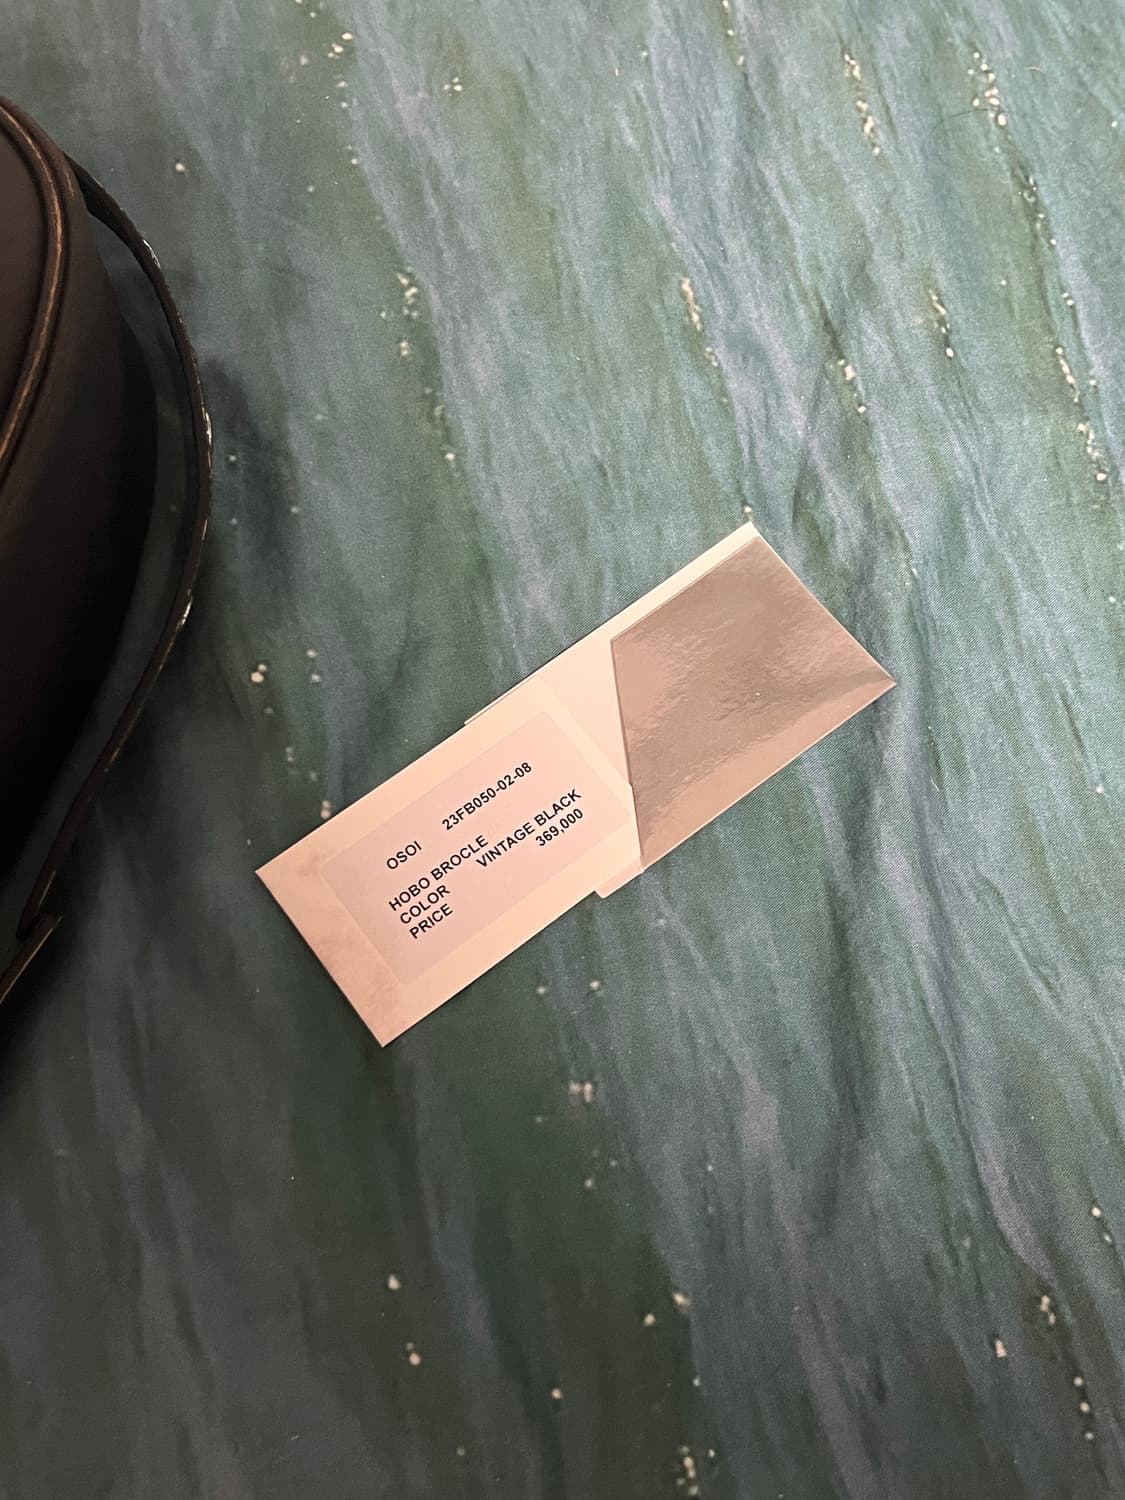 OSOI 23FB050-02-08
HOBO BROCLE
COLOR VINTAGE BLACK
PRICE 369,000